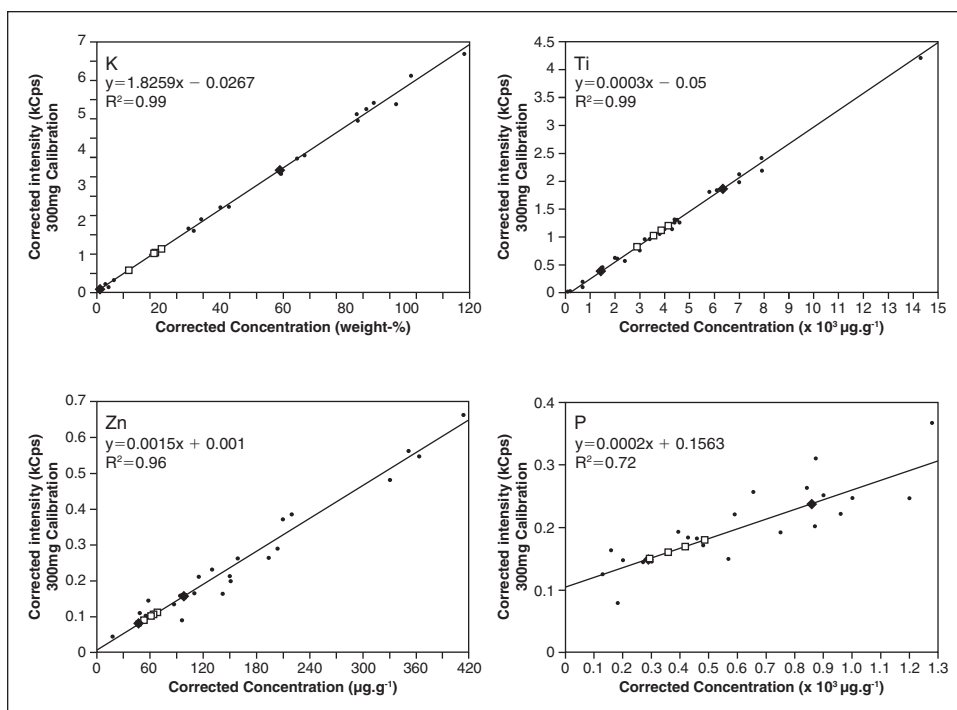 Corrected intensity (kCps)
300mg Calibration
7
6
5
4
3
2
1
0
K
y=1.8259x − 0.0267
R²=0.99
0 20 40 60 80 100 120
Corrected Concentration (weight-%)
Corrected intensity (kCps)
300mg Calibration
4.5
4
3.5
3
2.5
2
1.5
1
0.5
0
Ti
y=0.0003x − 0.05
R²=0.99
0 1 2 3 4 5 6 7 8 9 10 11 12 13 14 15
Corrected Concentration (x 10³ µg.g⁻¹)
Corrected intensity (kCps)
300mg Calibration
0.7
0.6
0.5
0.4
0.3
0.2
0.1
0
Zn
y=0.0015x + 0.001
R²=0.96
0 60 120 180 240 300 360 420
Corrected Concentration (µg.g⁻¹)
Corrected intensity (kCps)
300mg Calibration
0.4
0.3
0.2
0.1
0
P
y=0.0002x + 0.1563
R²=0.72
0 0.1 0.2 0.3 0.4 0.5 0.6 0.7 0.8 0.9 1.0 1.1 1.2 1.3
Corrected Concentration (x 10³ µg.g⁻¹)